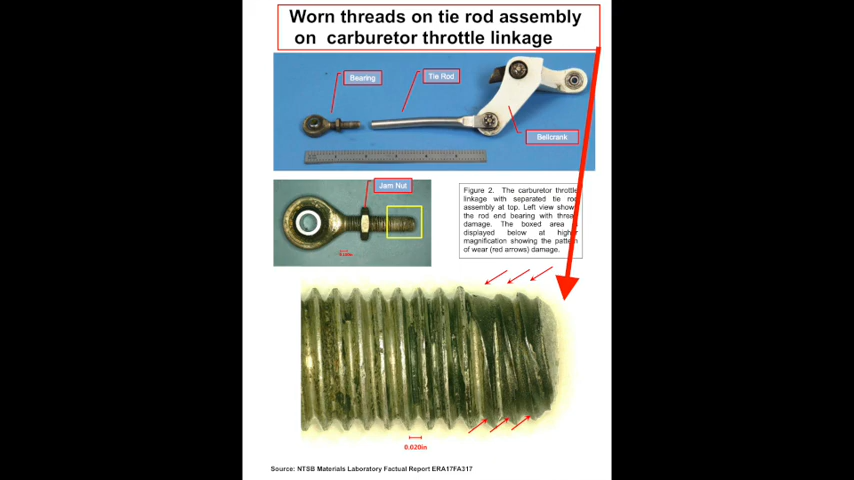 Worn threads on tie rod assembly
on carburetor throttle linkage
Bearing
Tie Rod
Bellcrank
Jam Nut
Figure 2. The carburetor throttle
linkage with separated tie rod
assembly at top. Left view shows
the rod end bearing with thread
damage. The boxed area is
displayed below at higher
magnification showing the pattern
of wear (red arrows) damage.
0.020in
Source: NTSB Materials Laboratory Factual Report ERA17FA317